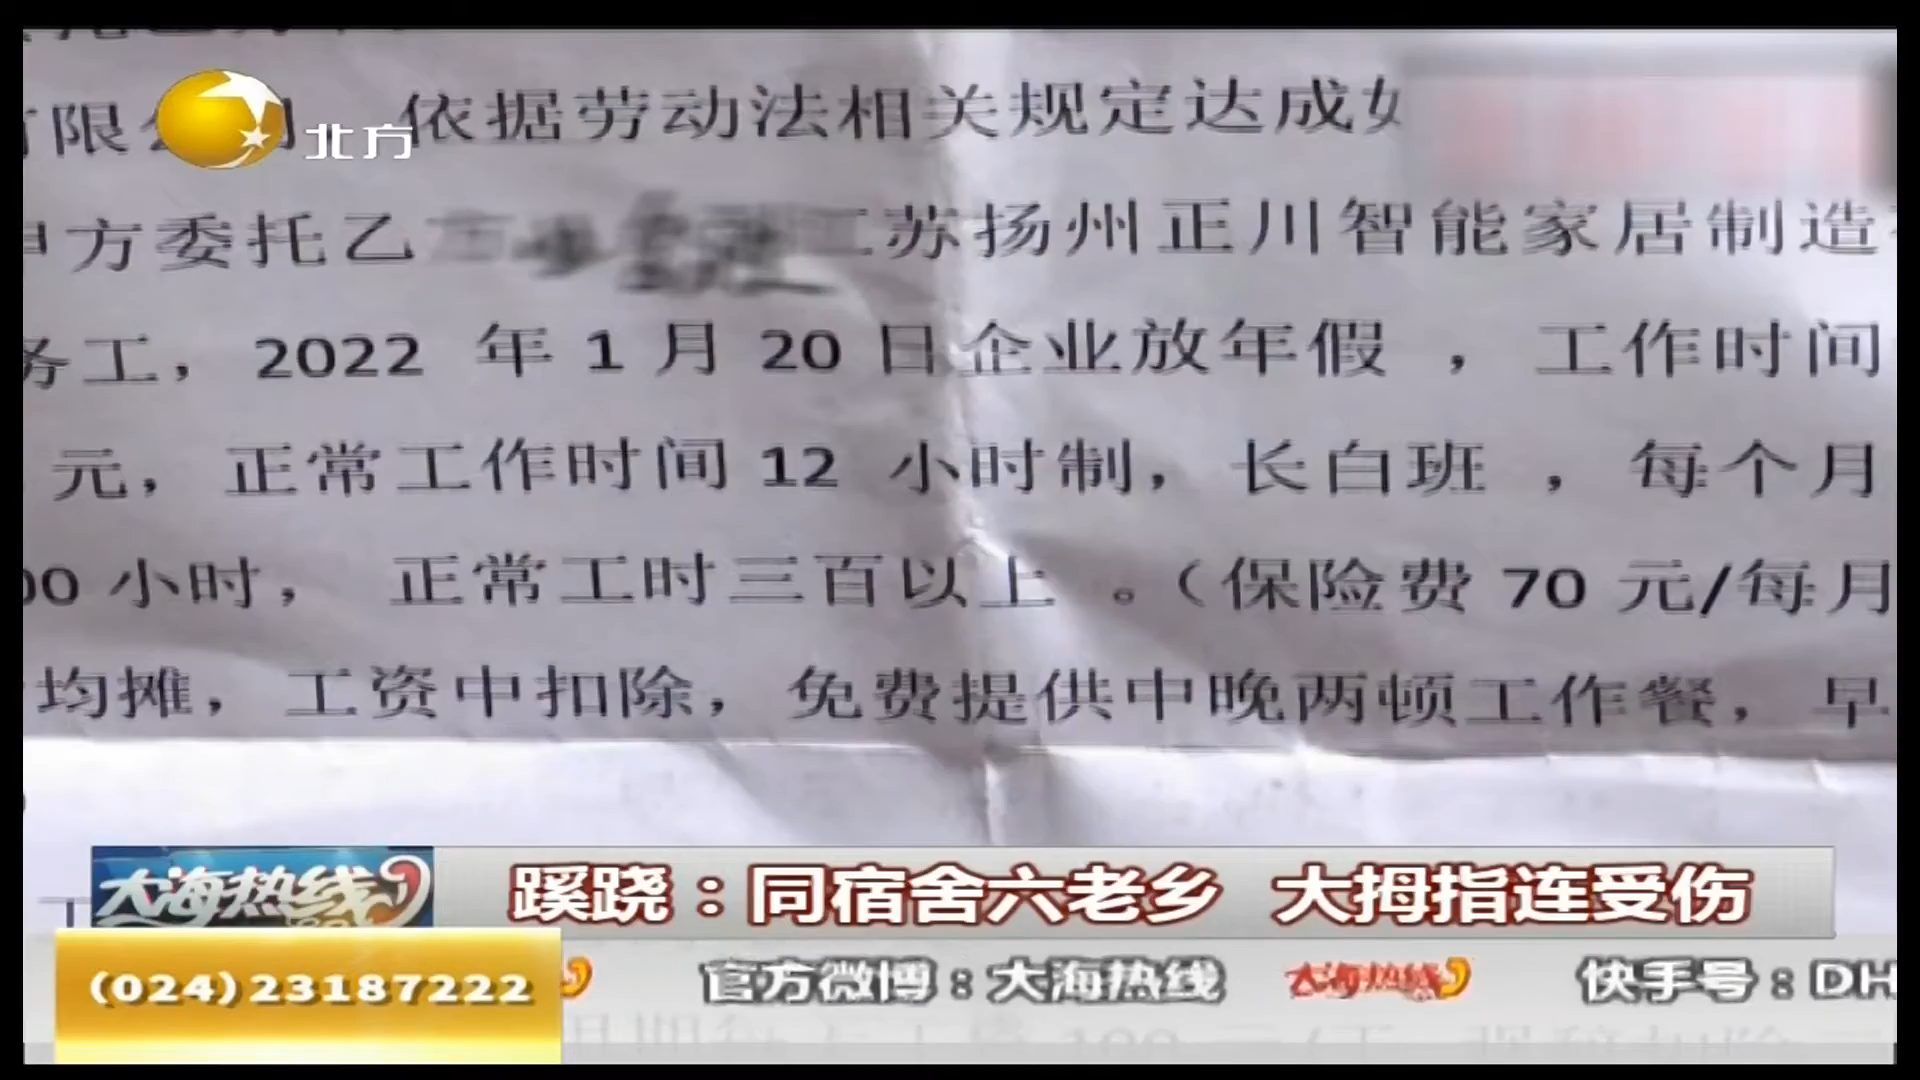 有限公司 依据劳动法相关规定达成如
北方
甲方委托乙 江苏扬州正川智能家居制造
务工，2022 年 1 月 20 日企业放年假 ，工作时间
元，正常工作时间 12 小时制，长白班 ，每个月
00 小时， 正常工时三百以上 。（保险费 70 元/每月
均摊，工资中扣除，免费提供中晚两顿工作餐，早
大海热线 蹊跷：同宿舍六老乡 大拇指连受伤
(024)23187222 官方微博：大海热线 大海热线 快手号：DH